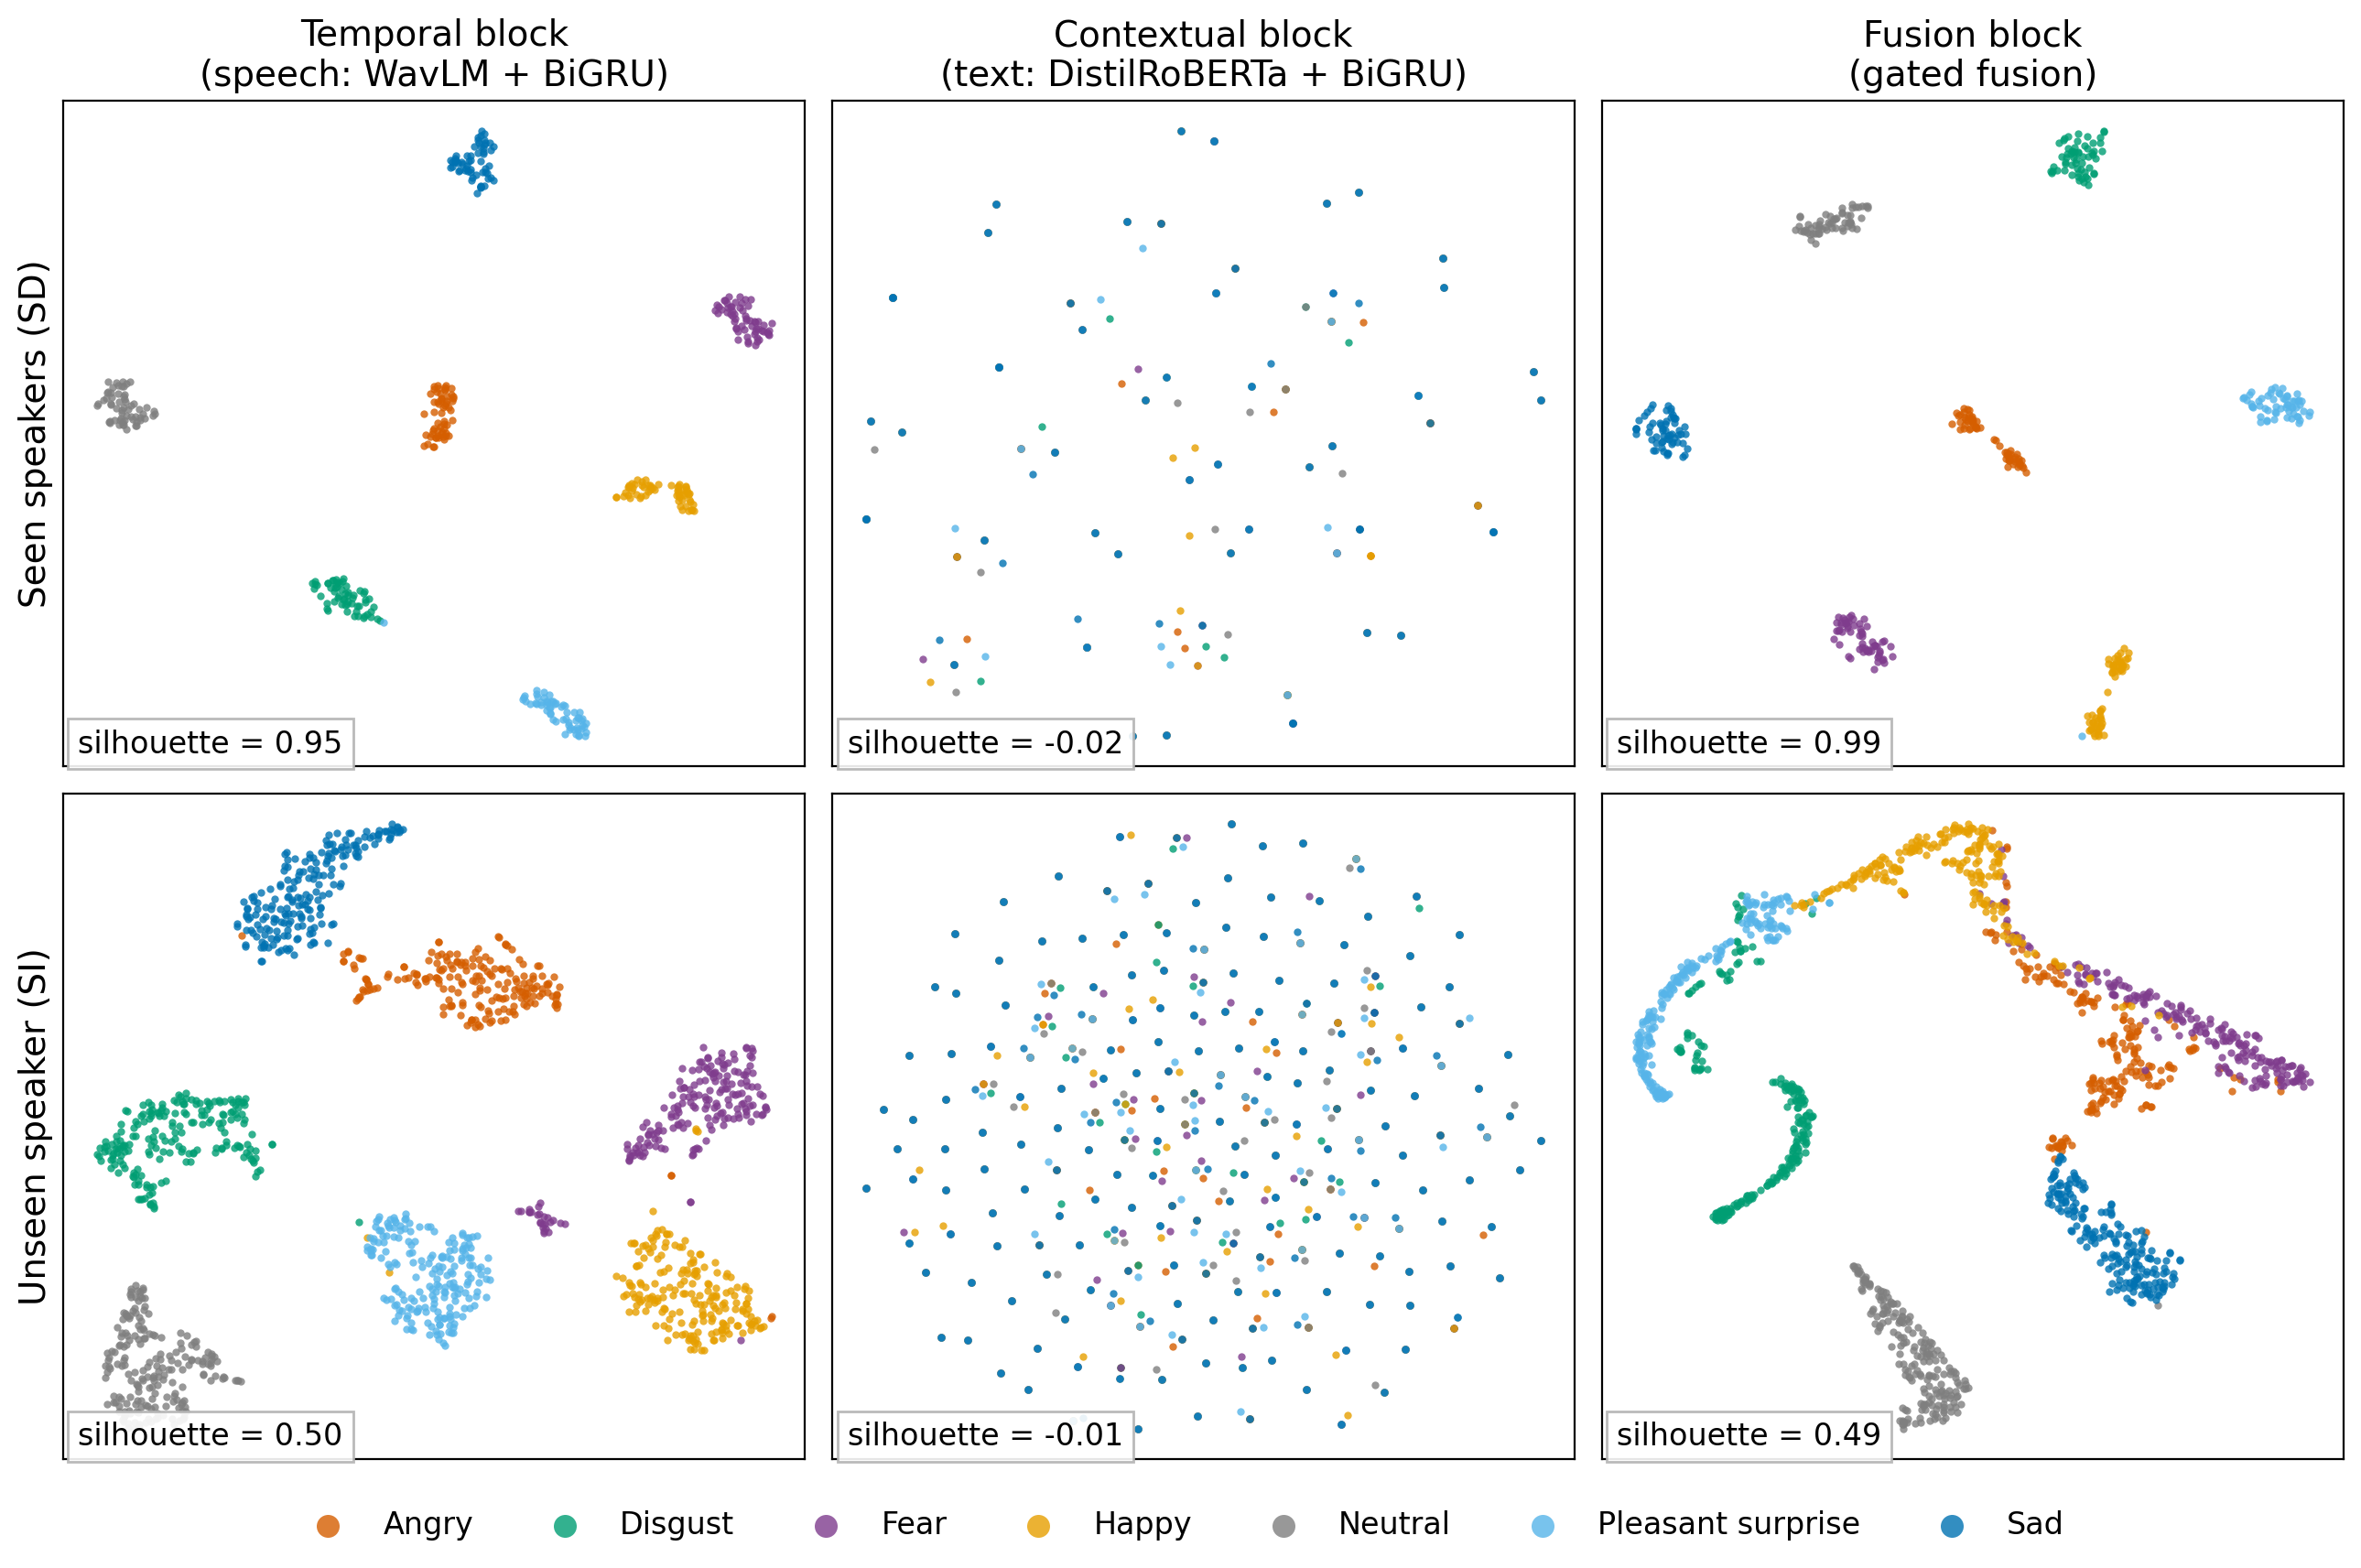 Temporal block
(speech: WavLM + BiGRU)
Contextual block
(text: DistilRoBERTa + BiGRU)
Fusion block
(gated fusion)
Seen speakers (SD)
silhouette = 0.95
silhouette = -0.02
silhouette = 0.99
Unseen speaker (SI)
silhouette = 0.50
silhouette = -0.01
silhouette = 0.49
Angry
Disgust
Fear
Happy
Neutral
Pleasant surprise
Sad